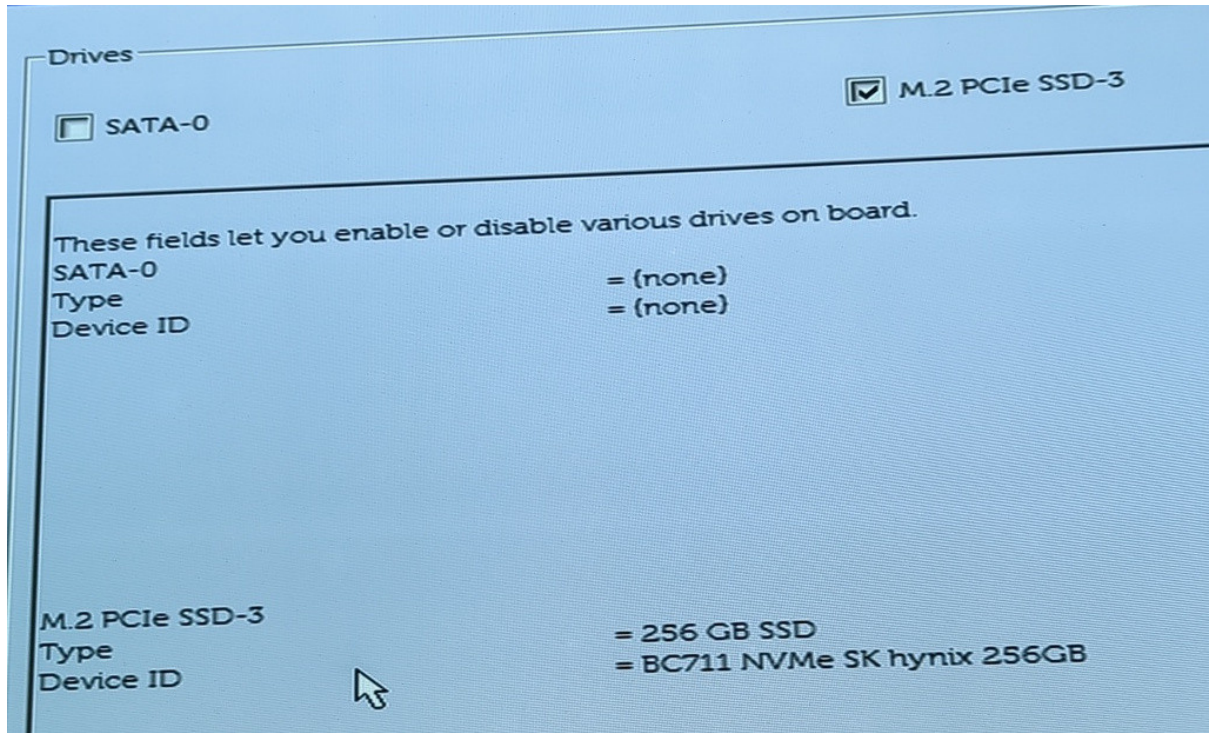 Drives
SATA-0
M.2 PCIe SSD-3
These fields let you enable or disable various drives on board.
SATA-0
Type = {none}
Device ID = {none}
M.2 PCIe SSD-3
Type = 256 GB SSD
Device ID = BC711 NVMe SK hynix 256GB